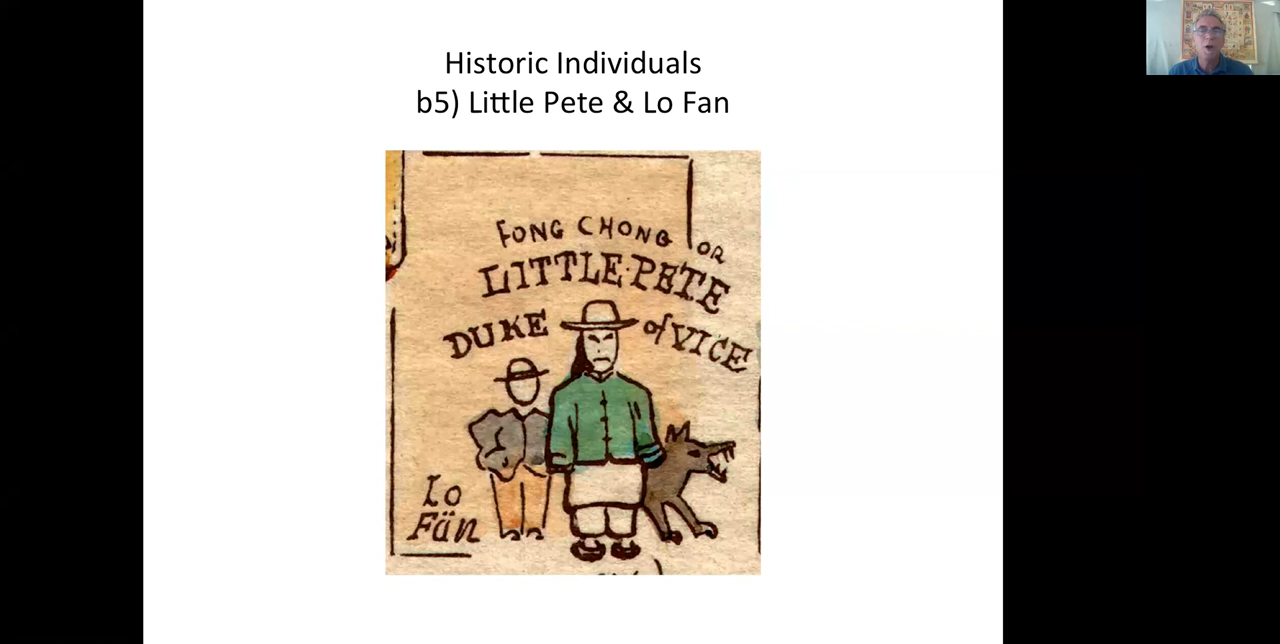 Historic Individuals
b5) Little Pete & Lo Fan
FONG CHONG OR
LITTLE·PETE
DUKE of VICE
Lo
Fän